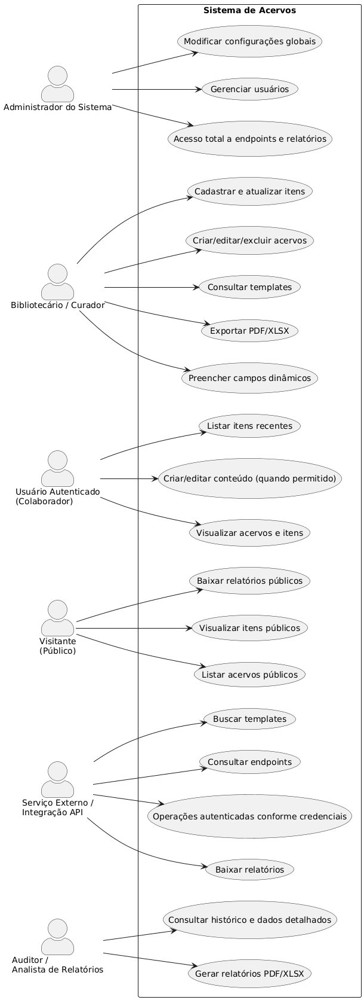 Sistema de Acervos
Modificar configurações globais
Gerenciar usuários
Administrador do Sistema
Acesso total a endpoints e relatórios
Cadastrar e atualizar itens
Criar/editar/excluir acervos
Consultar templates
Bibliotecário / Curador
Exportar PDF/XLSX
Preencher campos dinâmicos
Listar itens recentes
Criar/editar conteúdo (quando permitido)
Usuário Autenticado
(Colaborador)
Visualizar acervos e itens
Baixar relatórios públicos
Visualizar itens públicos
Visitante
(Público)
Listar acervos públicos
Buscar templates
Consultar endpoints
Serviço Externo /
Integração API
Operações autenticadas conforme credenciais
Baixar relatórios
Consultar histórico e dados detalhados
Auditor /
Analista de Relatórios
Gerar relatórios PDF/XLSX